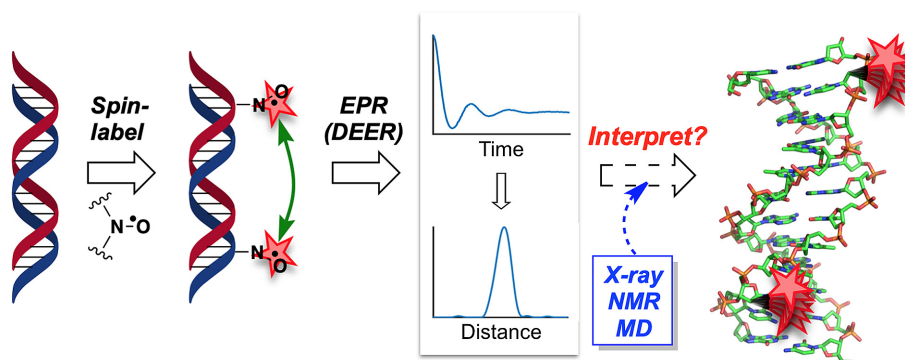 Spin-
label
N-O
N
O
N
O
EPR
(DEER)
Time
Distance
Interpret?
X-ray
NMR
MD